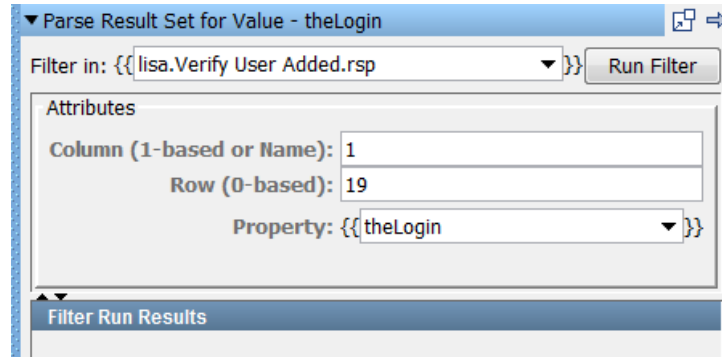 Parse Result Set for Value - theLogin
Filter in: {{ lisa.Verify User Added.rsp }} Run Filter
Attributes
Column (1-based or Name): 1
Row (0-based): 19
Property: {{ theLogin }}
Filter Run Results